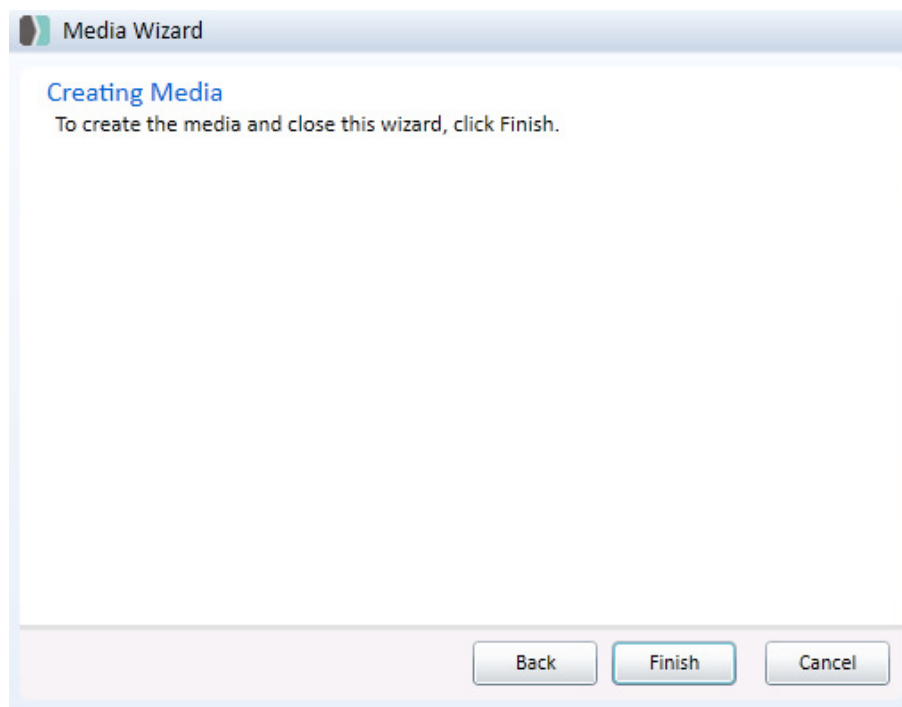 Media Wizard
Creating Media
To create the media and close this wizard, click Finish.
Back Finish Cancel